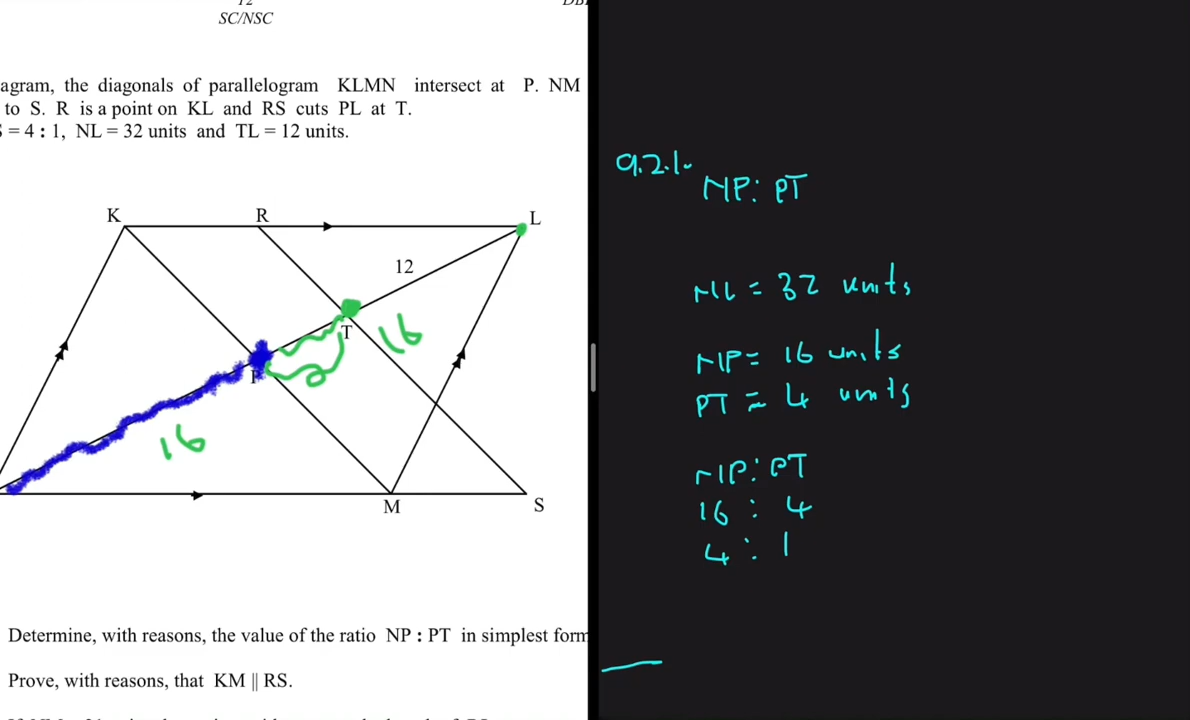 12
SC/NSC
agram, the diagonals of parallelogram KLMN intersect at P. NM
to S. R is a point on KL and RS cuts PL at T.
S = 4 : 1, NL = 32 units and TL = 12 units.
K
R
L
12
T
16
P
16
M
S
Determine, with reasons, the value of the ratio NP : PT in simplest form
Prove, with reasons, that KM || RS.
9.2.1.
NP: PT
NL = 32 units
NP = 16 units
PT = 4 units
NP: PT
16 : 4
4 : 1